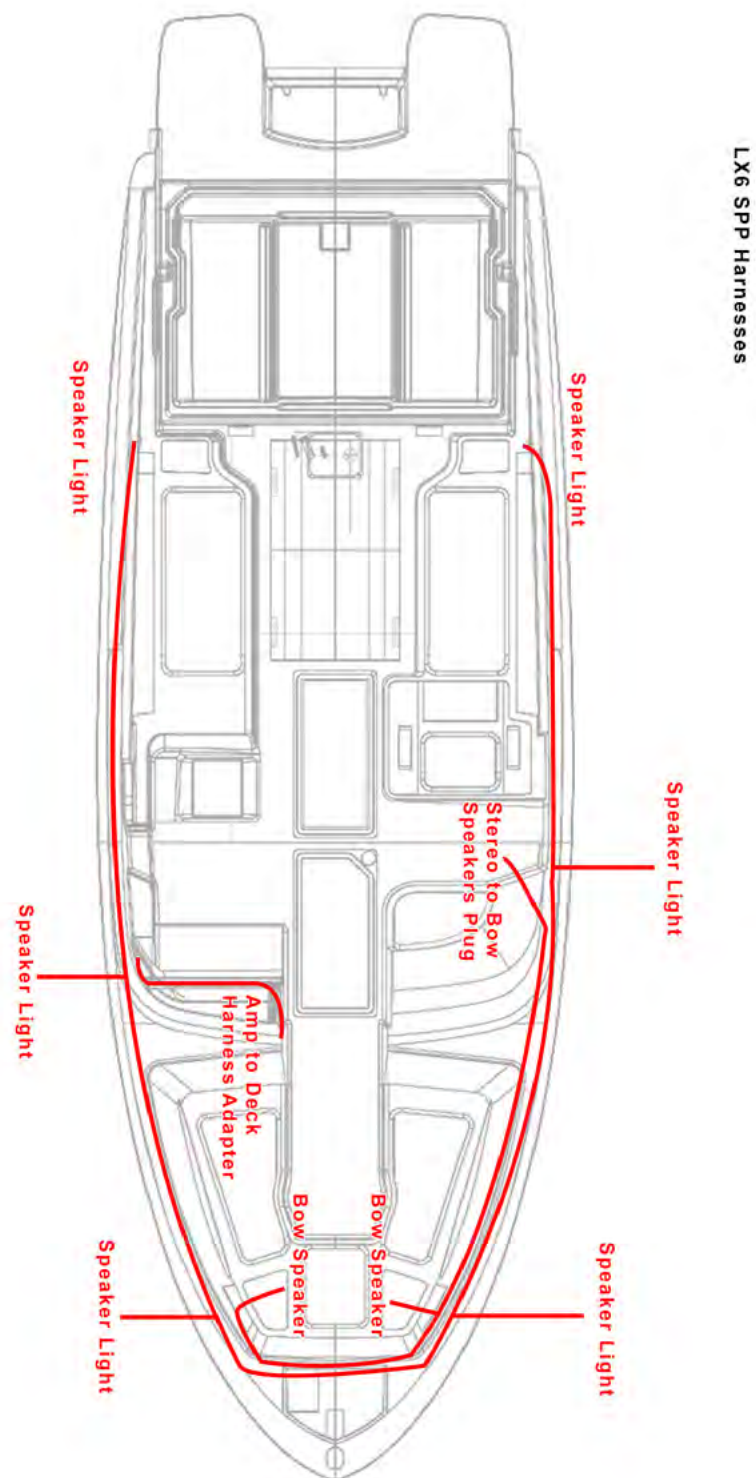 LX6 SPP Harnesses
Speaker Light
Speaker Light
Speaker Light
Stereo to Bow
Speakers Plug
Speaker Light
Amp to Deck
Harness Adapter
Bow Speaker
Bow Speaker
Speaker Light
Speaker Light